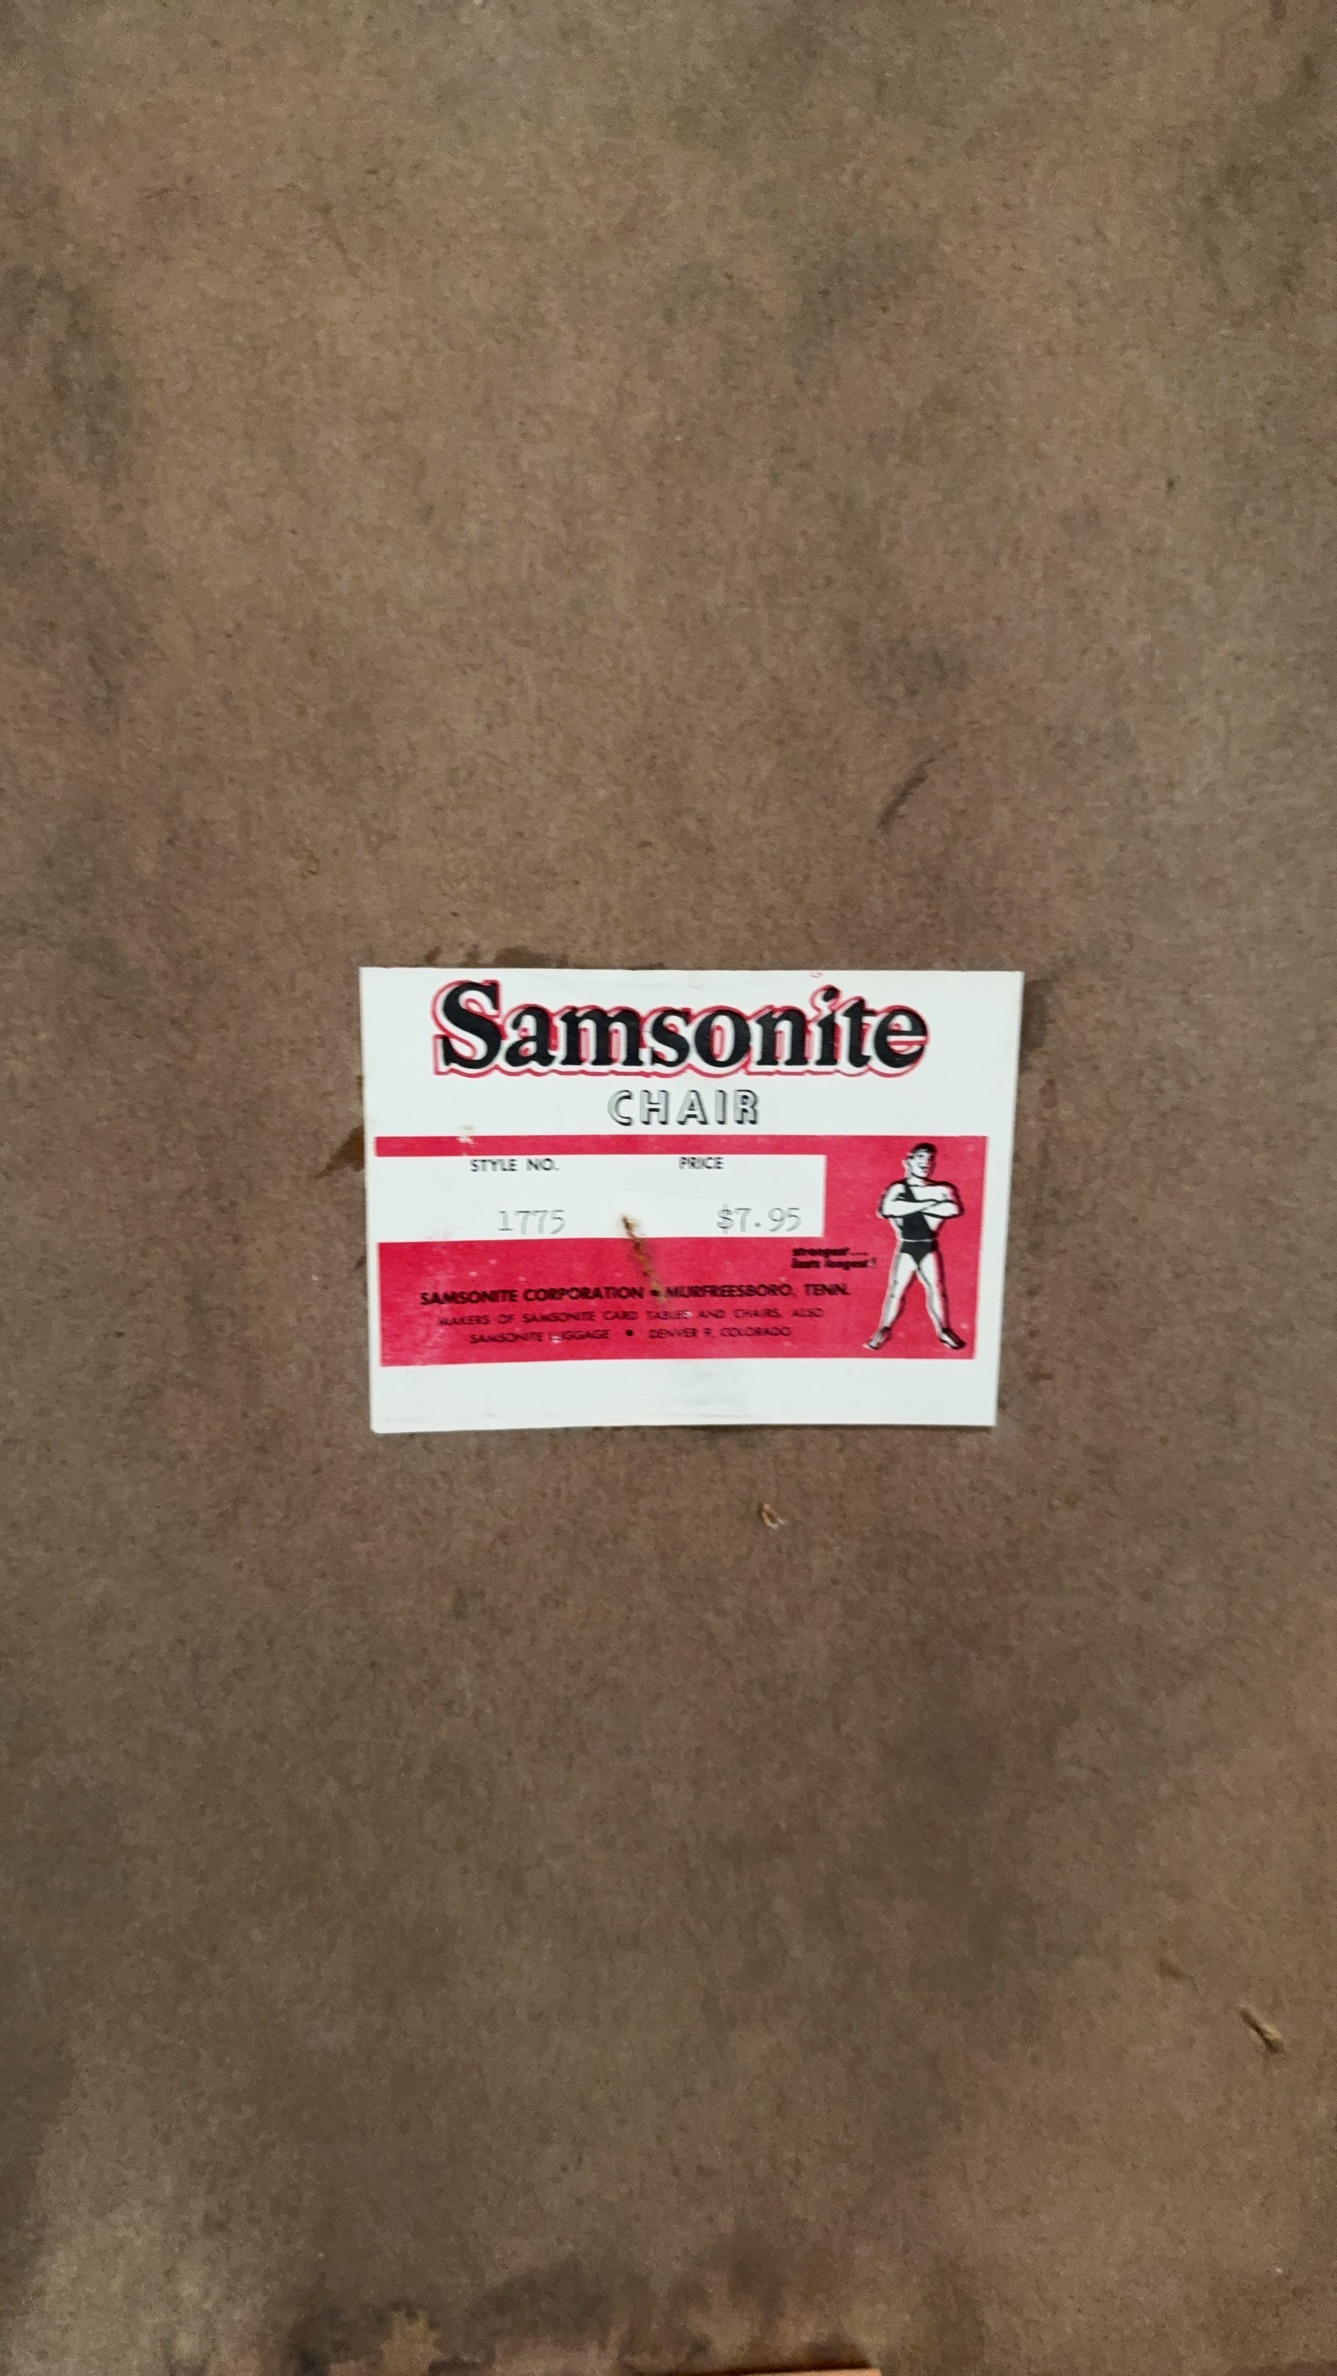 Samsonite
CHAIR
STYLE NO. PRICE
1775 $7.95
strongest....
lasts longest!
SAMSONITE CORPORATION • MURFREESBORO, TENN.
MAKERS OF SAMSONITE CARD TABLES AND CHAIRS, ALSO
SAMSONITE LUGGAGE • DENVER 9, COLORADO